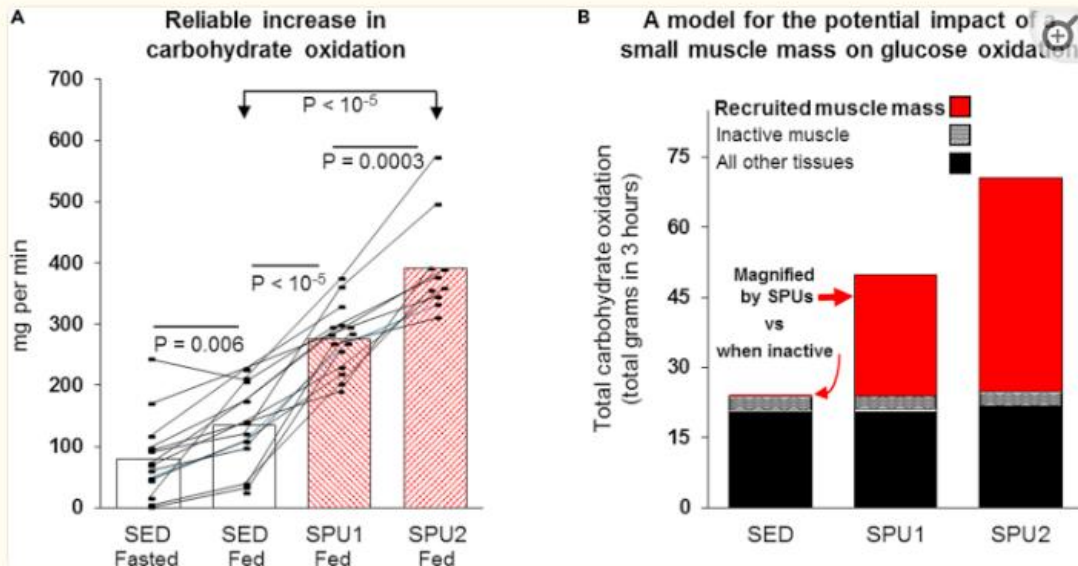 A
Reliable increase in
carbohydrate oxidation
700
600
500
400
300
200
100
0
mg per min
P < 10-5
P = 0.0003
P < 10-5
P = 0.006
SED
Fasted
SED
Fed
SPU1
Fed
SPU2
Fed
B
A model for the potential impact of a
small muscle mass on glucose oxidation
Recruited muscle mass
Inactive muscle
All other tissues
75
60
45
30
15
0
Total carbohydrate oxidation
(total grams in 3 hours)
Magnified
by SPUs
vs
when inactive
SED
SPU1
SPU2